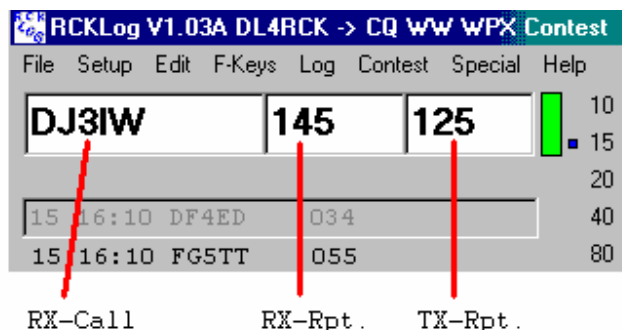 RCKLog V1.03A DL4RCK -> CQ WW WPX Contest
File Setup Edit F-Keys Log Contest Special Help
DJ3IW 145 125 10
15
20
15 16:10 DF4ED 034 40
15 16:10 FG5TT 055 80
RX-Call RX-Rpt. TX-Rpt.